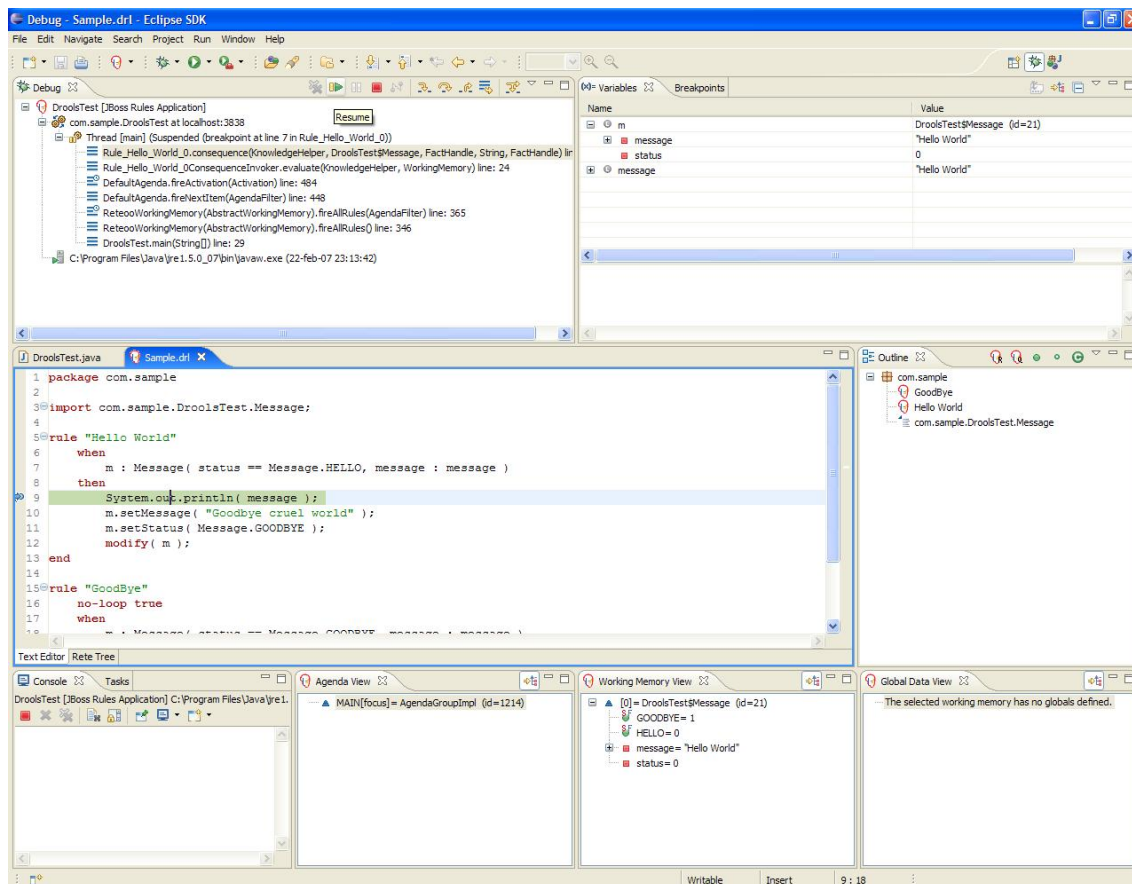 Debug - Sample.drl - Eclipse SDK
File Edit Navigate Search Project Run Window Help
Debug
Resume
DroolsTest [JBoss Rules Application]
com.sample.DroolsTest at localhost:3838
Thread [main] (Suspended (breakpoint at line 7 in Rule_Hello_World_0))
Rule_Hello_World_0.consequence(KnowledgeHelper, DroolsTest$Message, FactHandle, String, FactHandle) lin
Rule_Hello_World_0ConsequenceInvoker.evaluate(KnowledgeHelper, WorkingMemory) line: 24
DefaultAgenda.fireActivation(Activation) line: 484
DefaultAgenda.fireNextItem(AgendaFilter) line: 448
ReteooWorkingMemory(AbstractWorkingMemory).fireAllRules(AgendaFilter) line: 365
ReteooWorkingMemory(AbstractWorkingMemory).fireAllRules() line: 346
DroolsTest.main(String[]) line: 29
C:\Program Files\Java\jre1.5.0_07\bin\javaw.exe (22-feb-07 23:13:42)
(x)= Variables Breakpoints
Name Value
m DroolsTest$Message (id=21)
message "Hello World"
status 0
message "Hello World"
DroolsTest.java Sample.drl
1 package com.sample
2
3 import com.sample.DroolsTest.Message;
4
5 rule "Hello World"
6 when
7 m : Message( status == Message.HELLO, message : message )
8 then
9 System.out.println( message );
10 m.setMessage( "Goodbye cruel world" );
11 m.setStatus( Message.GOODBYE );
12 modify( m );
13 end
14
15 rule "GoodBye"
16 no-loop true
17 when
18 m : Message( status == Message.GOODBYE, message : message )
Text Editor Rete Tree
Outline
com.sample
GoodBye
Hello World
com.sample.DroolsTest.Message
Console Tasks
DroolsTest [JBoss Rules Application] C:\Program Files\Java\jre1.
Agenda View
MAIN[focus]= AgendaGroupImpl (id=1214)
Working Memory View
[0]= DroolsTest$Message (id=21)
GOODBYE= 1
HELLO= 0
message= "Hello World"
status= 0
Global Data View
The selected working memory has no globals defined.
Writable Insert 9 : 18